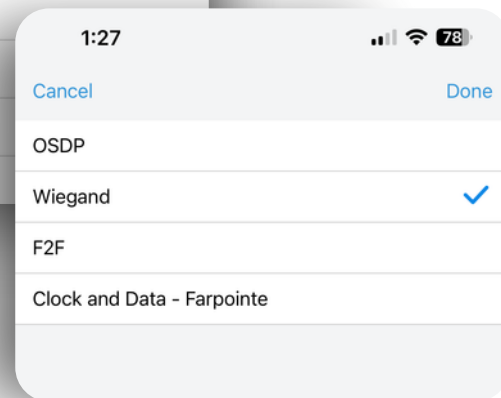 1:27 78
Cancel Done
OSDP
Wiegand
F2F
Clock and Data - Farpointe